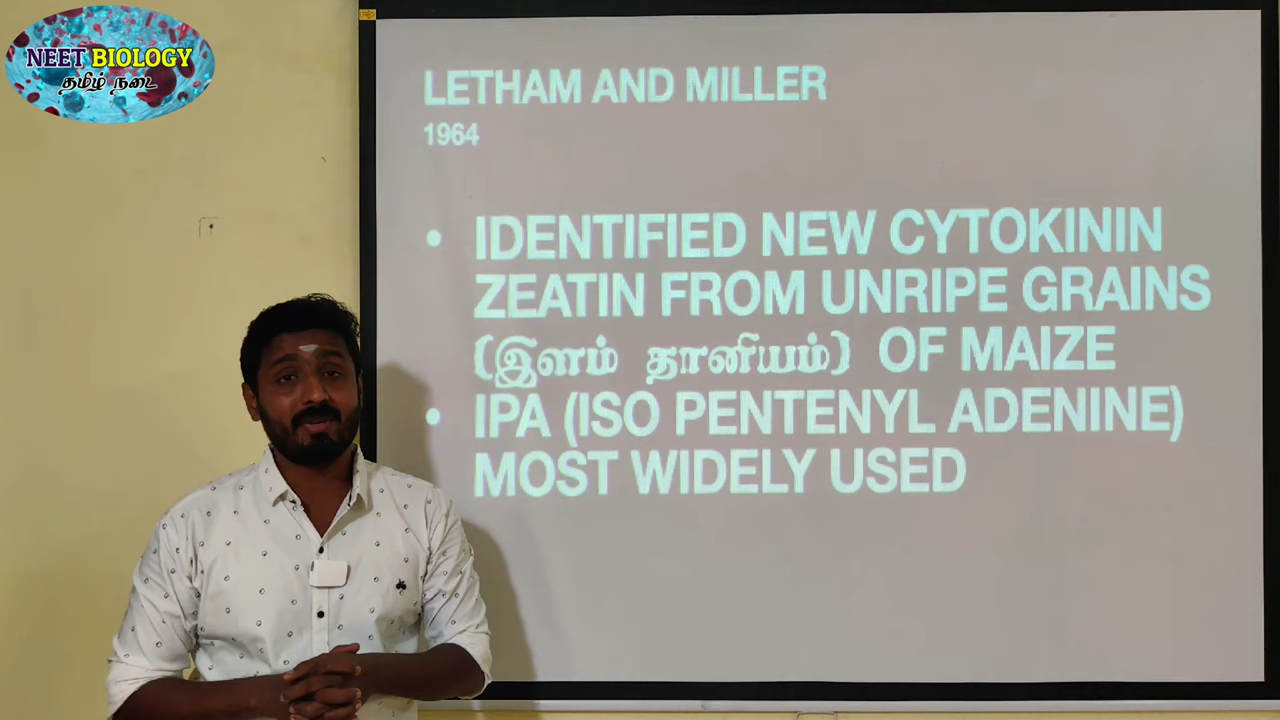 NEET BIOLOGY
தமிழ் நடை
LETHAM AND MILLER
1964
• IDENTIFIED NEW CYTOKININ
ZEATIN FROM UNRIPE GRAINS
(இளம் தானியம்) OF MAIZE
• IPA (ISO PENTENYL ADENINE)
MOST WIDELY USED